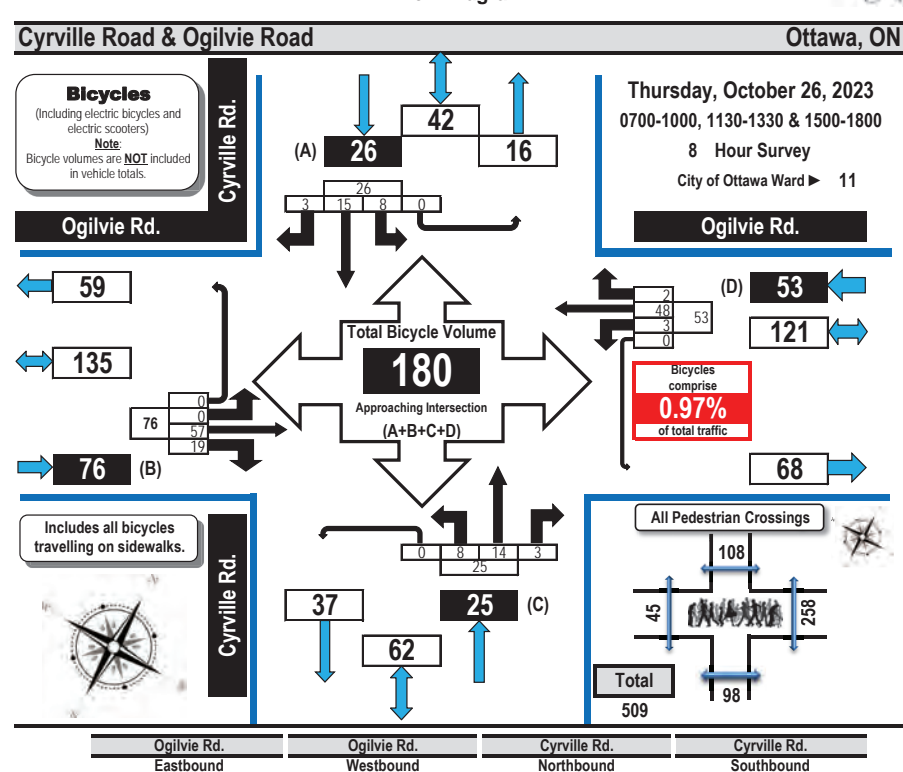 Cyrville Road & Ogilvie Road
Ottawa, ON
Bicycles
(Including electric bicycles and
electric scooters)
Note:
Bicycle volumes are NOT included
in vehicle totals.
Cyrville Rd.
Ogilvie Rd.
42
(A) 26
16
26
3 15 8 0
Thursday, October 26, 2023
0700-1000, 1130-1330 & 1500-1800
8 Hour Survey
City of Ottawa Ward ► 11
Ogilvie Rd.
59
135
0
0
57
19
76
76 (B)
Total Bicycle Volume
180
Approaching Intersection
(A+B+C+D)
2
48
3
0
53
(D) 53
121
Bicycles
comprise
0.97%
of total traffic
68
Includes all bicycles
travelling on sidewalks.
Cyrville Rd.
0 8 14 3
25
37
25 (C)
62
All Pedestrian Crossings
108
45
258
98
Total
509
Ogilvie Rd. Ogilvie Rd. Cyrville Rd. Cyrville Rd.
Eastbound Westbound Northbound Southbound